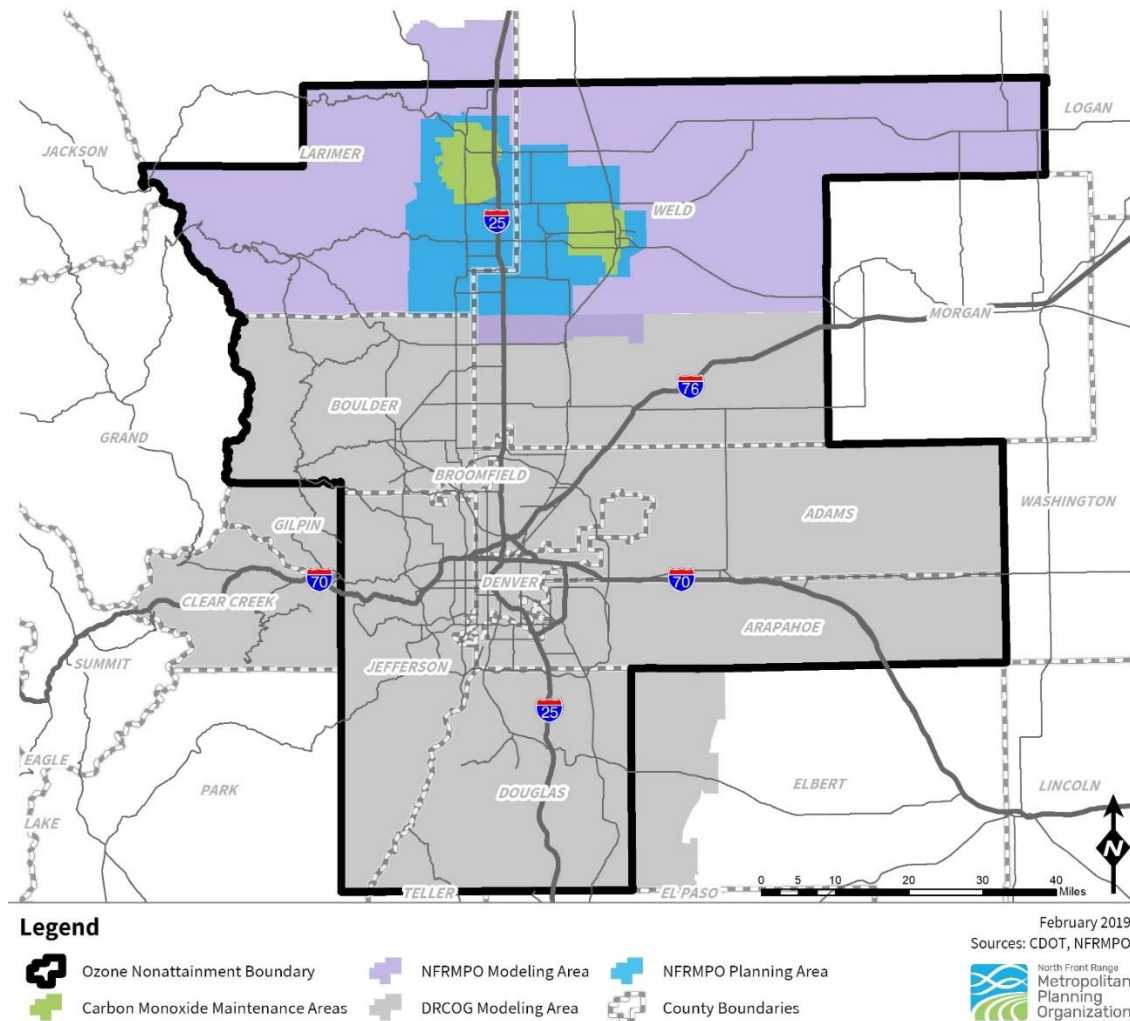 LOGAN
JACKSON
LARIMER
WELD
25
MORGAN
76
BOULDER
GRAND
BROOMFIELD
WASHINGTON
ADAMS
GILPIN
70
DENVER
70
CLEAR CREEK
ARAPAHOE
SUMMIT
JEFFERSON
25
EAGLE
PARK
DOUGLAS
ELBERT
LINCOLN
LAKE
TELLER
EL PASO
0 5 10 20 30 40
Miles
N
Legend
Ozone Nonattainment Boundary
NFRMPO Modeling Area
NFRMPO Planning Area
Carbon Monoxide Maintenance Areas
DRCOG Modeling Area
County Boundaries
February 2019
Sources: CDOT, NFRMPO
North Front Range
Metropolitan
Planning
Organization